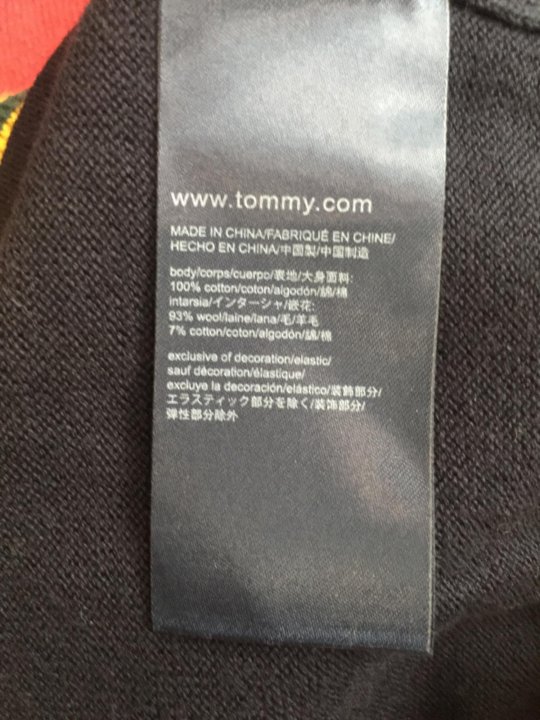 www.tommy.com
MADE IN CHINA/FABRIQUÉ EN CHINE/
HECHO EN CHINA/中国製/中国制造
body/corps/cuerpo/表地/大身面料:
100% cotton/coton/algodón/綿/棉
intarsia/インターシャ/嵌花:
93% wool/laine/lana/毛/羊毛
7% cotton/coton/algodón/綿/棉
exclusive of decoration/elastic/
sauf décoration/élastique/
excluye la decoración/elástico/装飾部分/
エラスティック部分を除く/装饰部分/
弹性部分除外